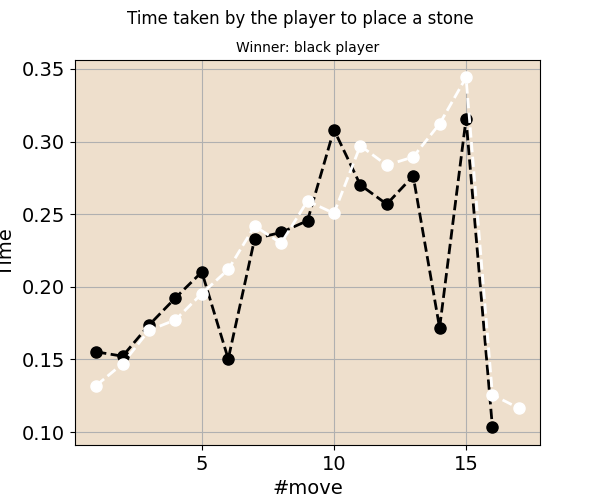 Time taken by the player to place a stone
Winner: black player
0.35
0.30
0.25
0.20
0.15
0.10
Time
5 10 15
#move